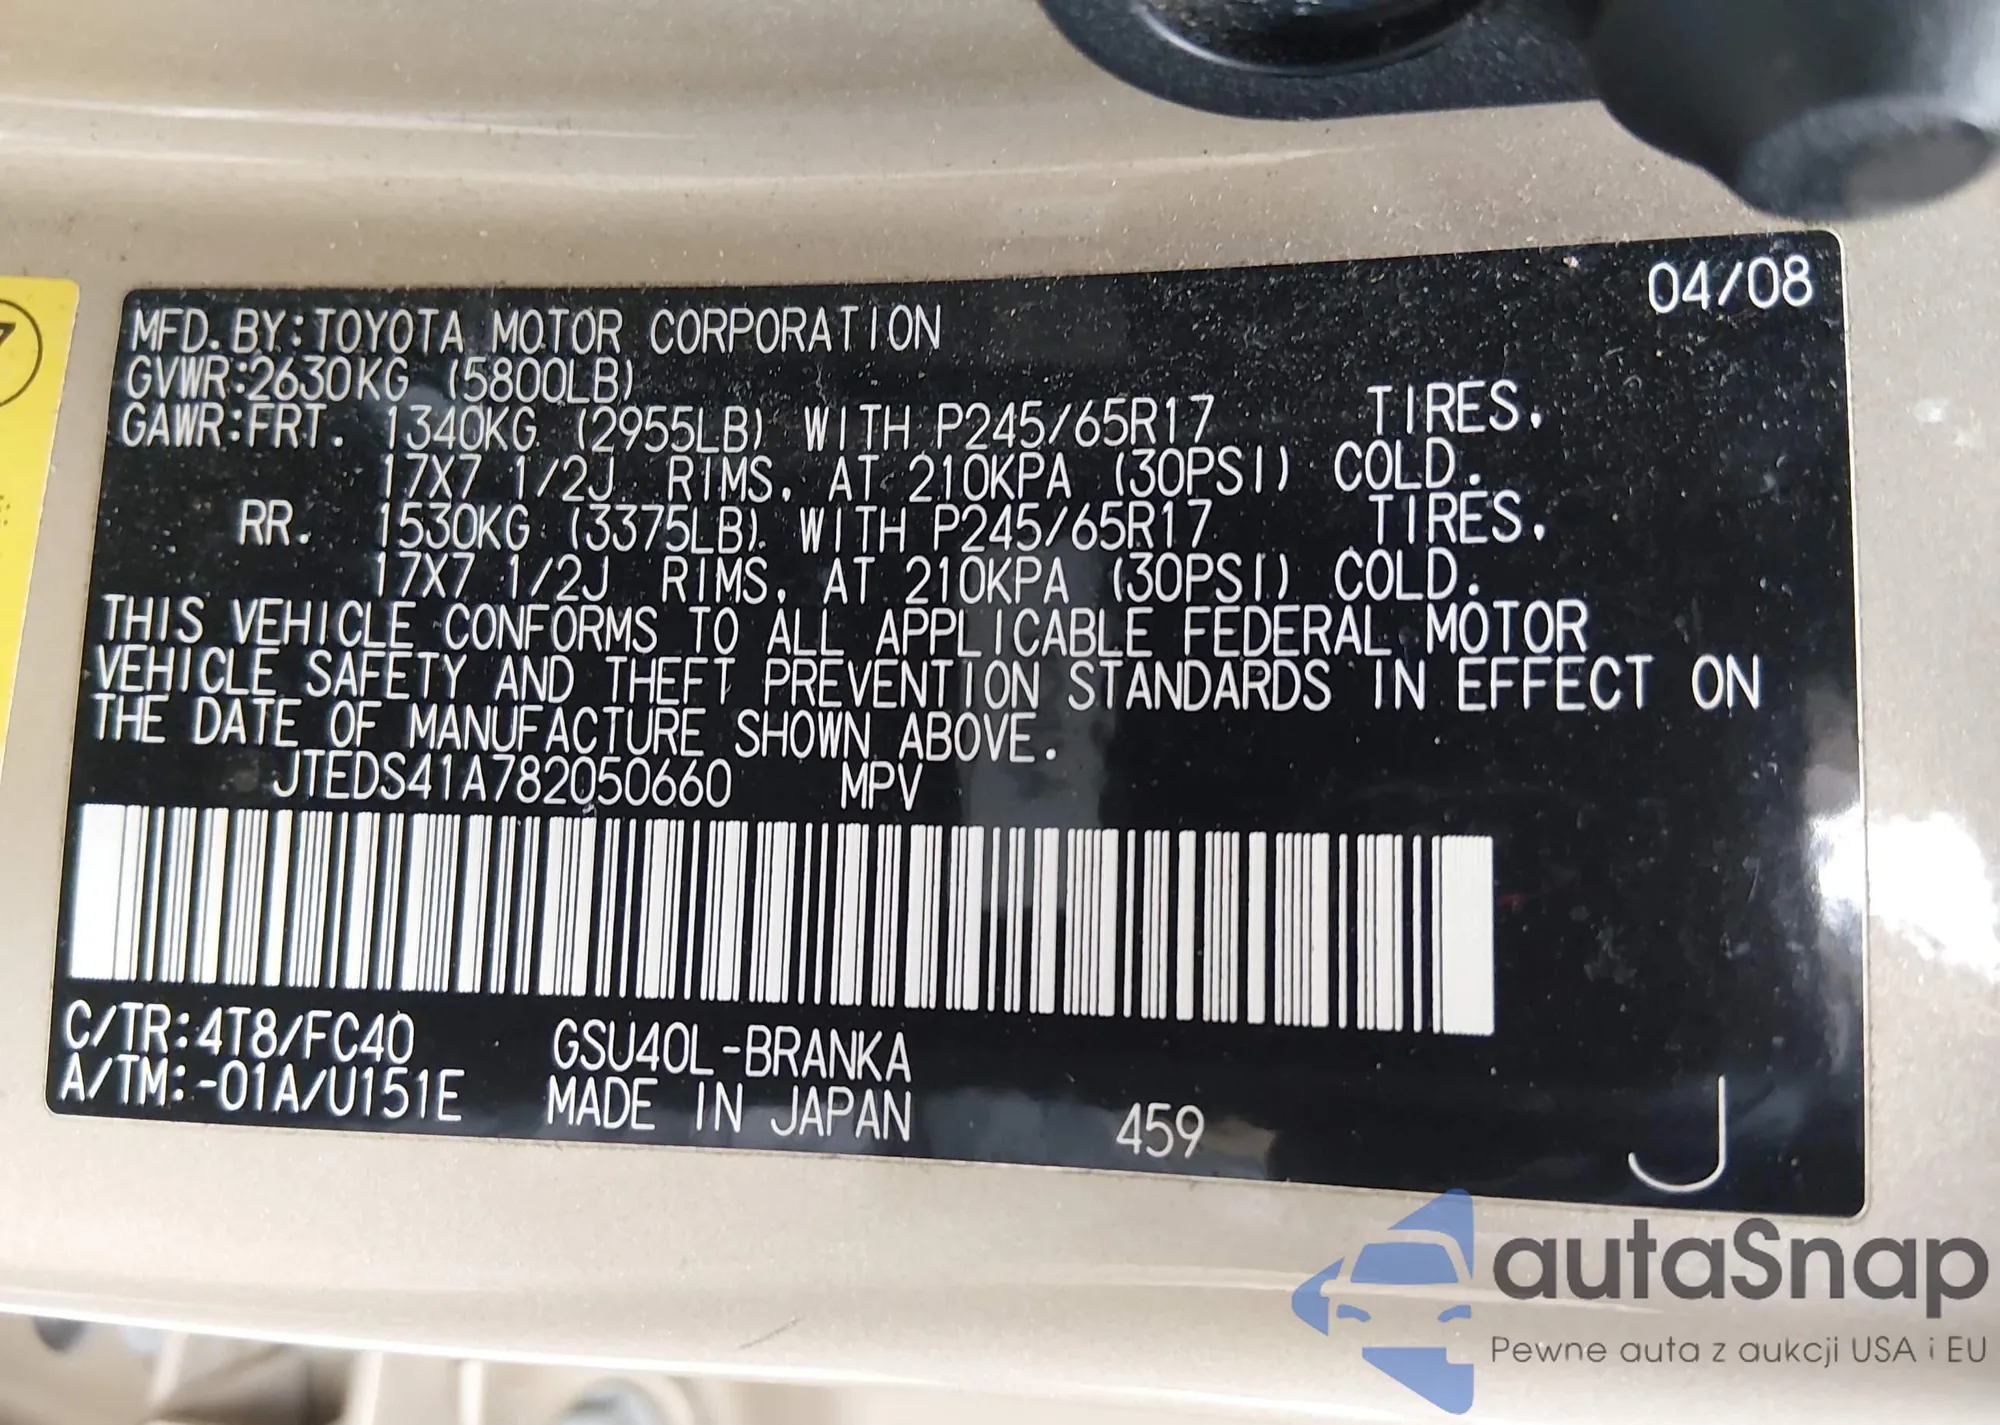 04/08
MFD.BY:TOYOTA MOTOR CORPORATION
GVWR:2630KG (5800LB)
GAWR:FRT. 1340KG (2955LB) WITH P245/65R17 TIRES,
17X7 1/2J RIMS, AT 210KPA (30PSI) COLD.
RR. 1530KG (3375LB) WITH P245/65R17 TIRES,
17X7 1/2J RIMS, AT 210KPA (30PSI) COLD.
THIS VEHICLE CONFORMS TO ALL APPLICABLE FEDERAL MOTOR
VEHICLE SAFETY AND THEFT PREVENTION STANDARDS IN EFFECT ON
THE DATE OF MANUFACTURE SHOWN ABOVE.
JTEDS41A782050660 MPV
C/TR:4T8/FC40 GSU40L-BRANKA
A/TM:-01A/U151E MADE IN JAPAN 459 J
autaSnap
Pewne auta z aukcji USA i EU